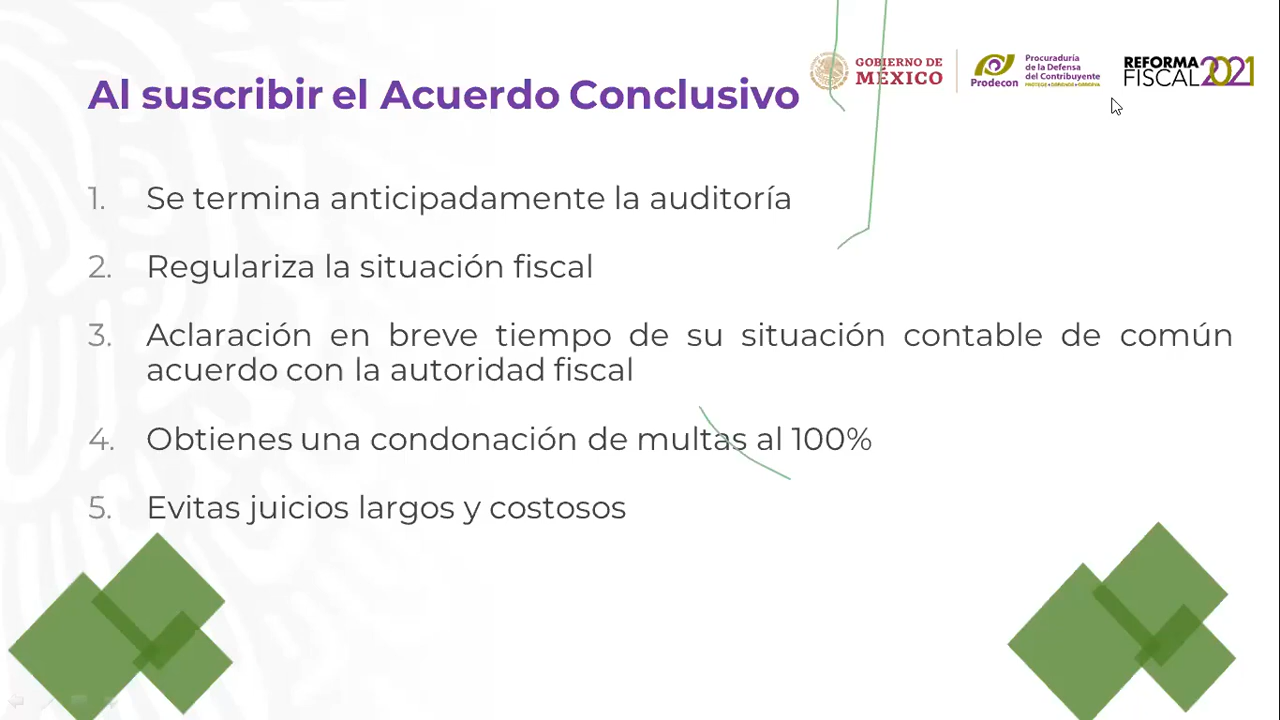 Al suscribir el Acuerdo Conclusivo
GOBIERNO DE
MÉXICO
Prodecon
Procuraduría
de la Defensa
del Contribuyente
PROTEGE • DEFIENDE • OBSERVA
REFORMA
FISCAL 2021
1. Se termina anticipadamente la auditoría
2. Regulariza la situación fiscal
3. Aclaración en breve tiempo de su situación contable de común
acuerdo con la autoridad fiscal
4. Obtienes una condonación de multas al 100%
5. Evitas juicios largos y costosos